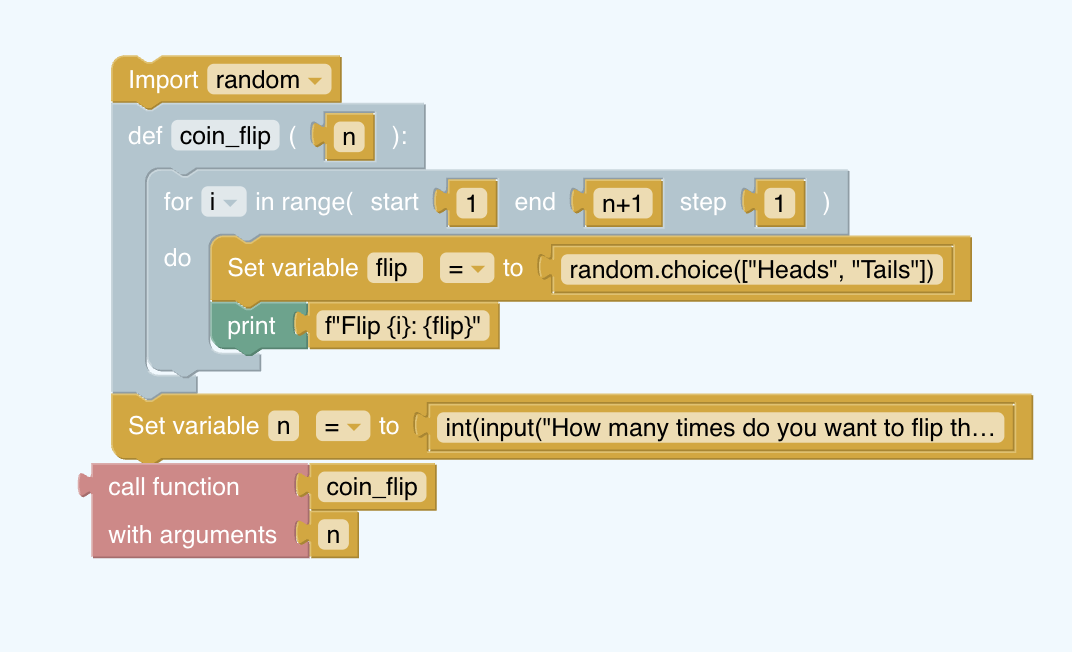 Import random
def coin_flip ( n ):
for i in range( start 1 end n+1 step 1 )
do Set variable flip = to random.choice(["Heads", "Tails"])
print f"Flip {i}: {flip}"
Set variable n = to int(input("How many times do you want to flip th…
call function coin_flip
with arguments n